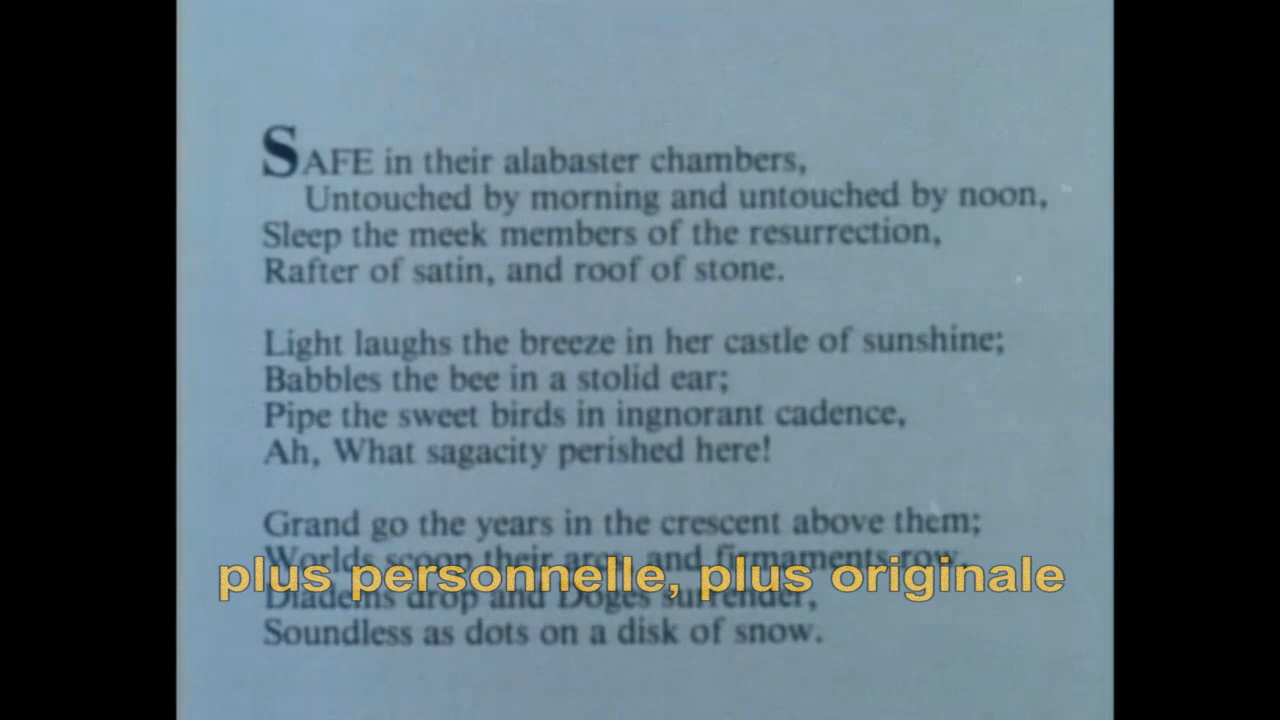 SAFE in their alabaster chambers,
Untouched by morning and untouched by noon,
Sleep the meek members of the resurrection,
Rafter of satin, and roof of stone.
Light laughs the breeze in her castle of sunshine;
Babbles the bee in a stolid ear;
Pipe the sweet birds in ingnorant cadence,
Ah, What sagacity perished here!
Grand go the years in the crescent above them;
Worlds scoop their arcs, and firmaments row,
plus personnelle, plus originale
Diadems drop and Doges surrender,
Soundless as dots on a disk of snow.